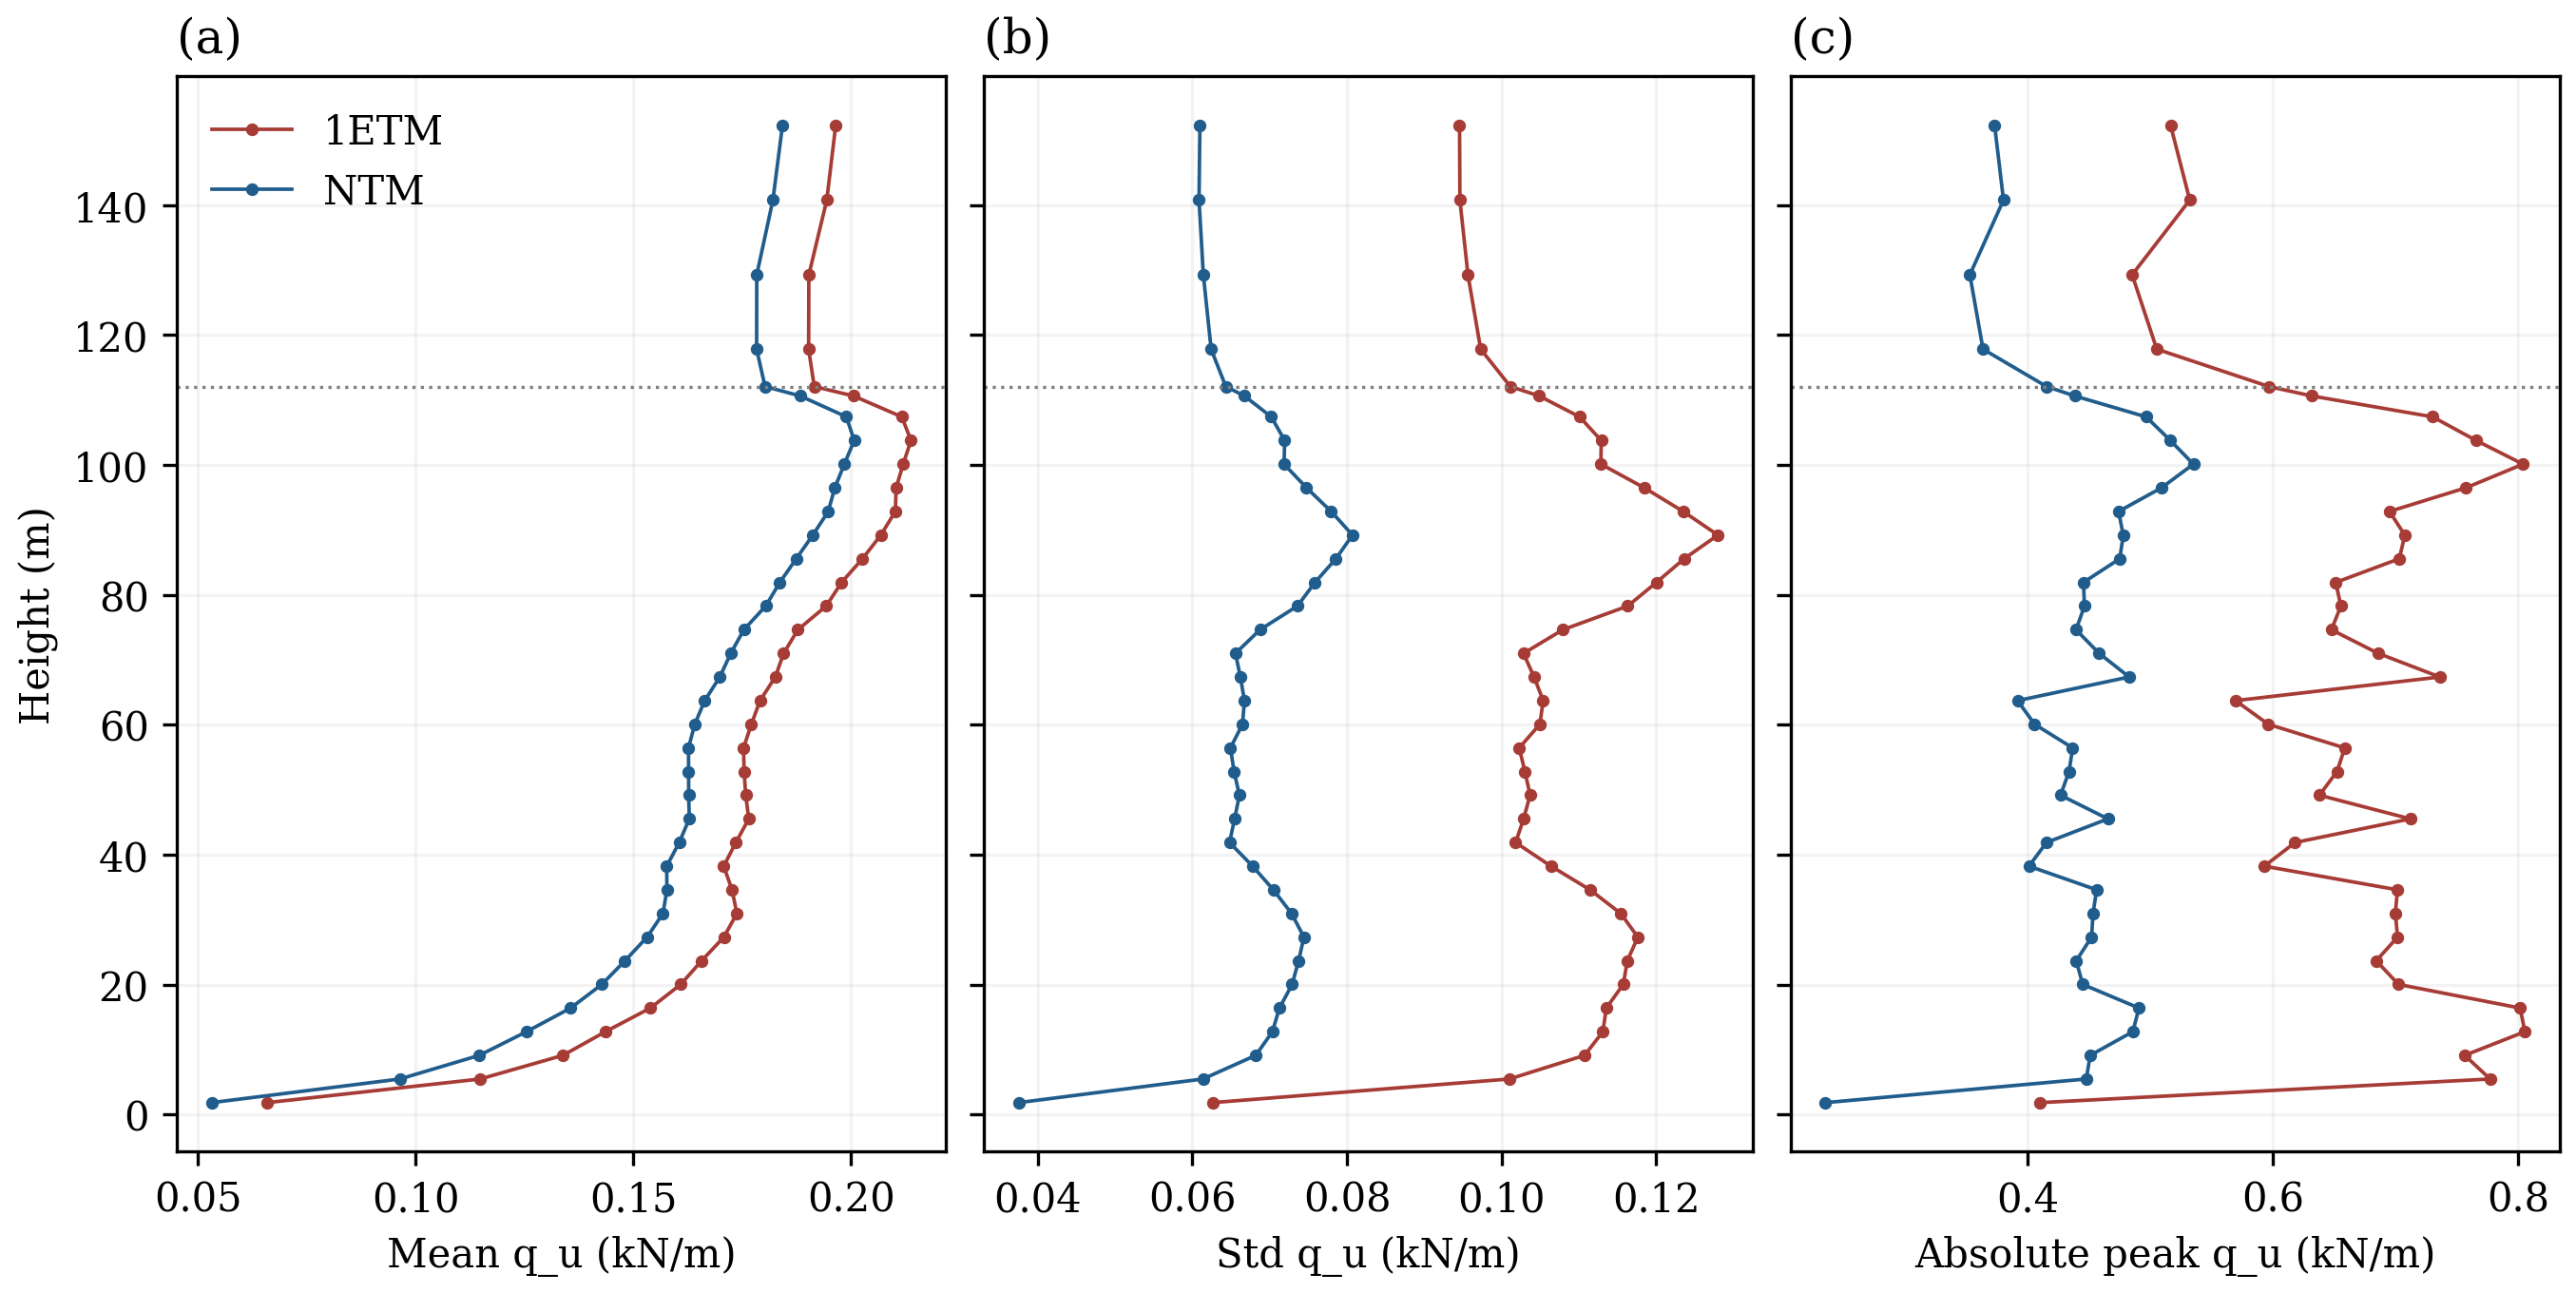 (a)
(b)
(c)
1ETM
NTM
Height (m)
140
120
100
80
60
40
20
0
0.05 0.10 0.15 0.20
0.04 0.06 0.08 0.10 0.12
0.4 0.6 0.8
Mean q_u (kN/m)
Std q_u (kN/m)
Absolute peak q_u (kN/m)